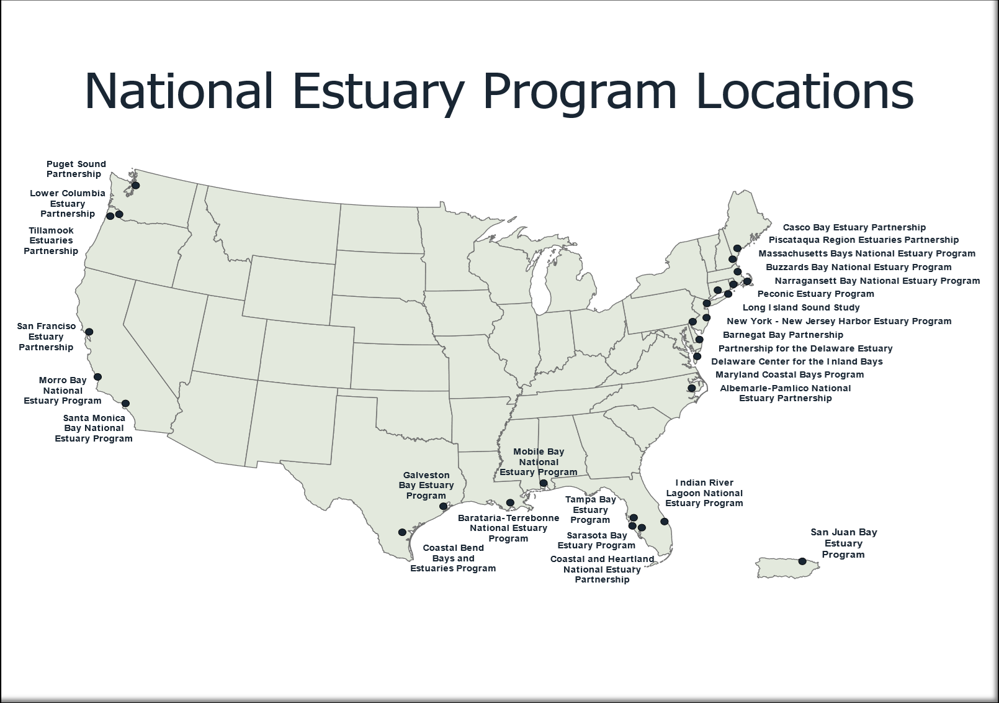 National Estuary Program Locations
Puget Sound
Partnership
Lower Columbia
Estuary
Partnership
Tillamook
Estuaries
Partnership
San Franciso
Estuary
Partnership
Morro Bay
National
Estuary Program
Santa Monica
Bay National
Estuary Program
Casco Bay Estuary Partnership
Piscataqua Region Estuaries Partnership
Massachusetts Bays National Estuary Program
Buzzards Bay National Estuary Program
Narragansett Bay National Estuary Program
Peconic Estuary Program
Long Island Sound Study
New York - New Jersey Harbor Estuary Program
Barnegat Bay Partnership
Partnership for the Delaware Estuary
Delaware Center for the Inland Bays
Maryland Coastal Bays Program
Albemarle-Pamlico National
Estuary Partnership
Mobile Bay
National
Estuary Program
Galveston
Bay Estuary
Program
Barataria-Terrebonne
National Estuary
Program
Coastal Bend
Bays and
Estuaries Program
Tampa Bay
Estuary
Program
Sarasota Bay
Estuary Program
Coastal and Heartland
National Estuary
Partnership
Indian River
Lagoon National
Estuary Program
San Juan Bay
Estuary
Program